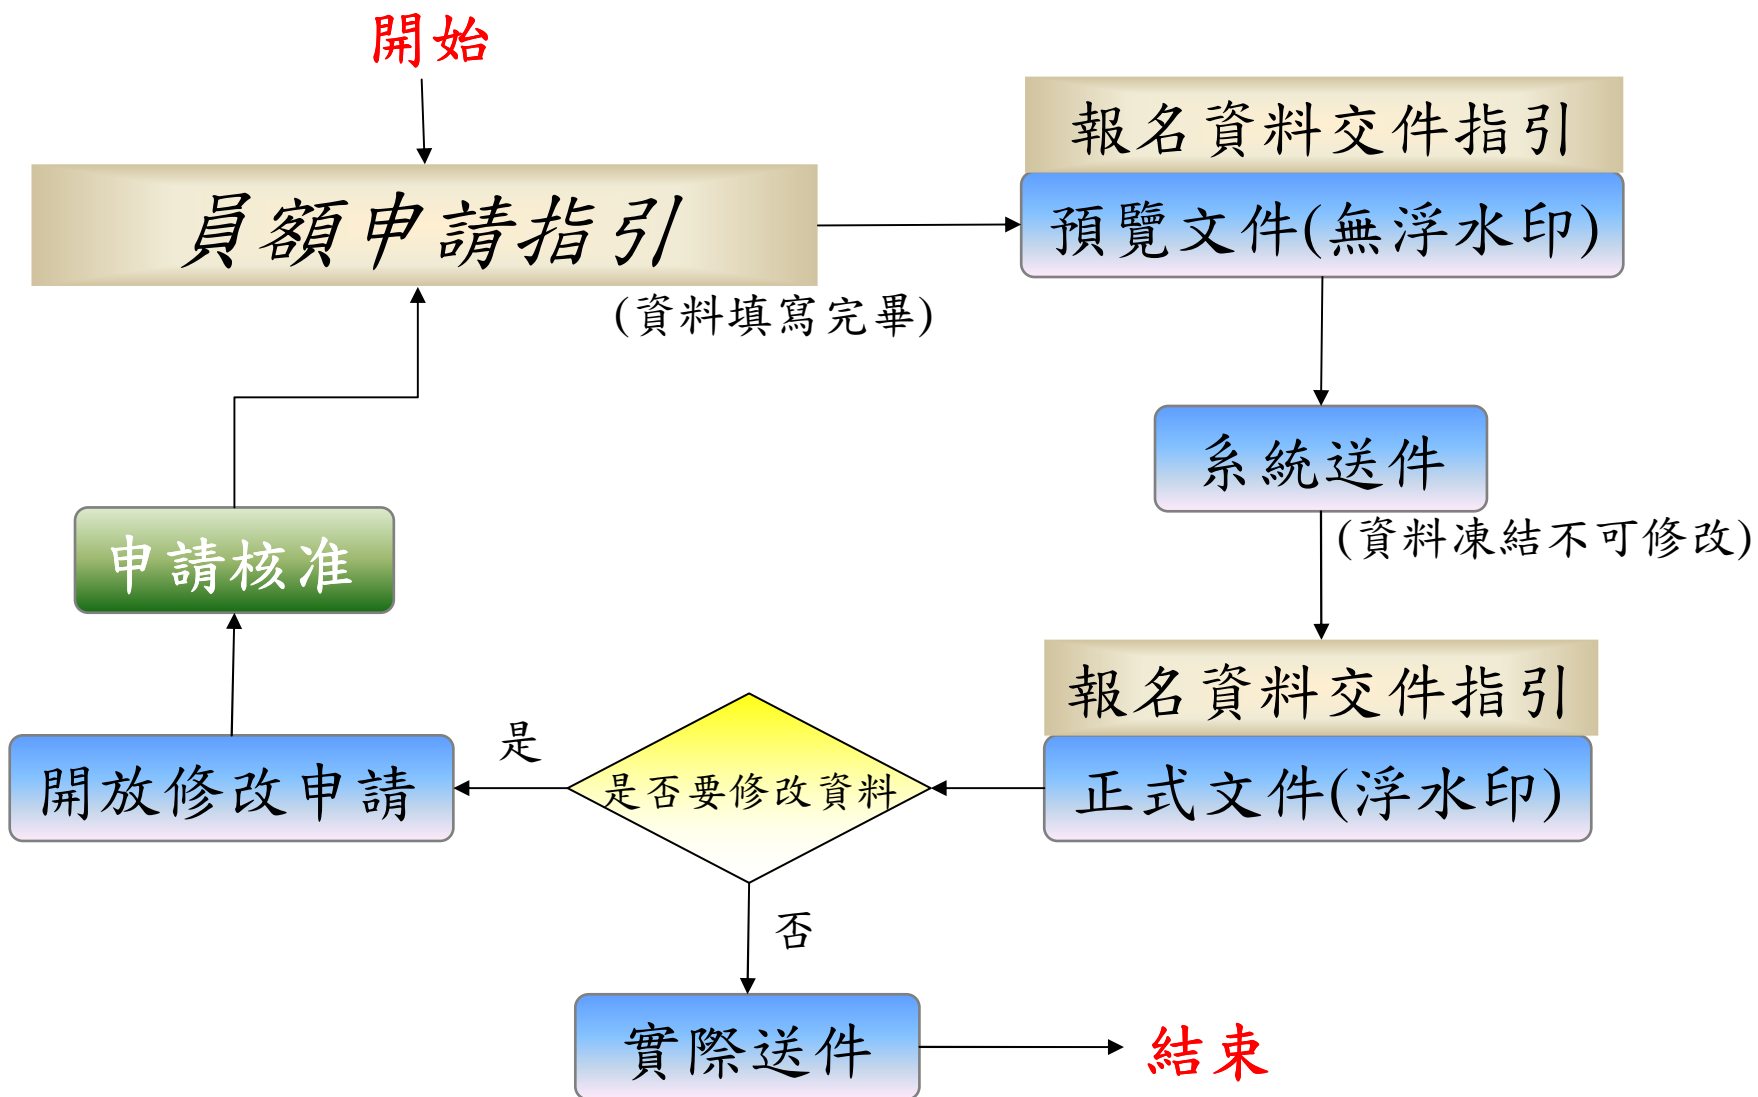 開始
員額申請指引
(資料填寫完畢)
報名資料交件指引
預覽文件(無浮水印)
系統送件
(資料凍結不可修改)
報名資料交件指引
正式文件(浮水印)
是否要修改資料
是
開放修改申請
申請核准
否
實際送件
結束